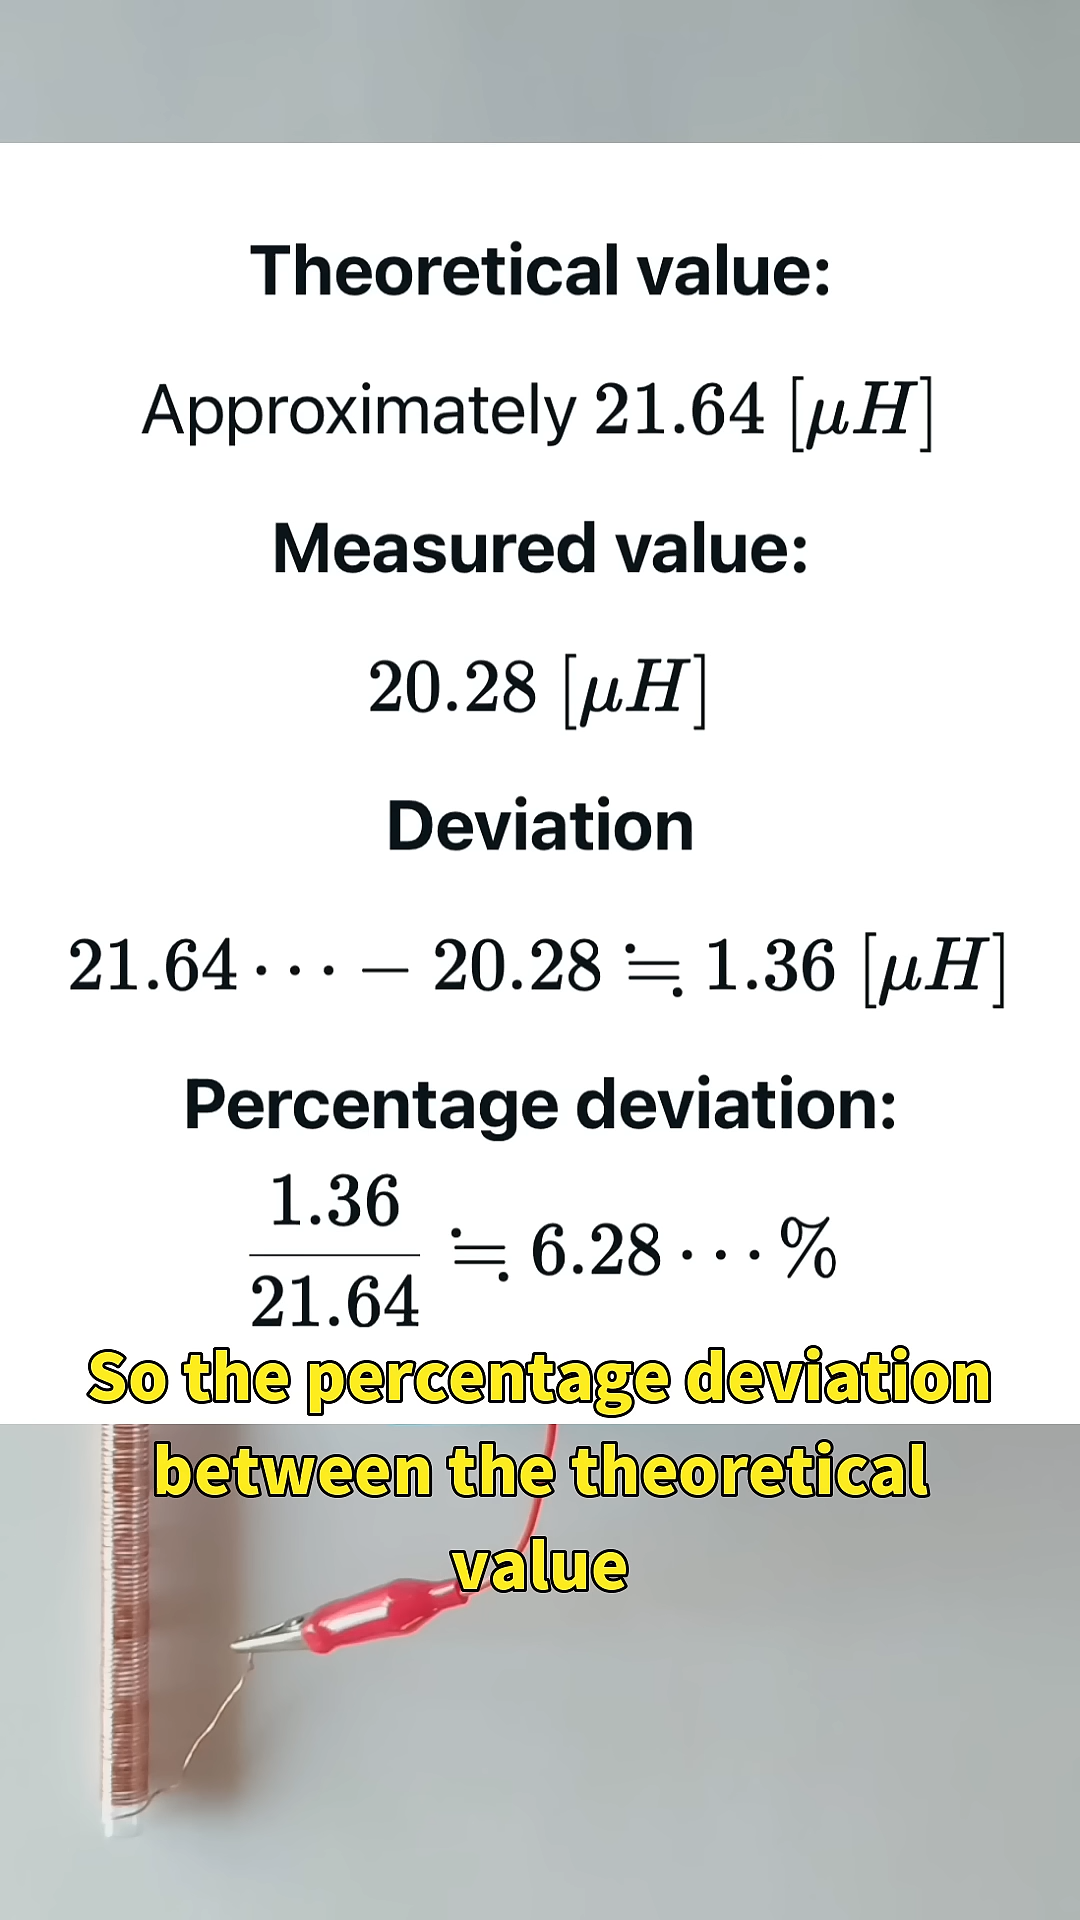 Theoretical value:
Approximately 21.64 [μH]
Measured value:
20.28 [μH]
Deviation
21.64··· − 20.28 ≒ 1.36 [μH]
Percentage deviation:
1.36
21.64
≒ 6.28···%
So the percentage deviation
between the theoretical
value